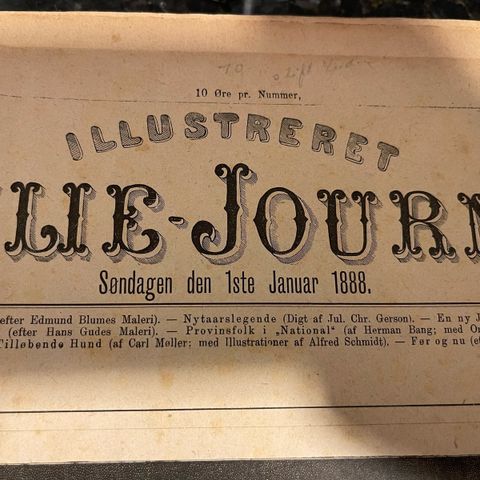 10 Øre pr. Nummer,
ILLUSTRERET
LIE-JOURN
Søndagen den 1ste Januar 1888.
(efter Edmund Blumes Maleri). — Nytaarslegende (Digt af Jul. Chr. Gerson). — En ny J
(efter Hans Gudes Maleri). — Provinsfolk i „National“ (af Herman Bang; med Or
Tilløbende Hund (af Carl Møller; med Illustrationer af Alfred Schmidt). — Før og nu (e